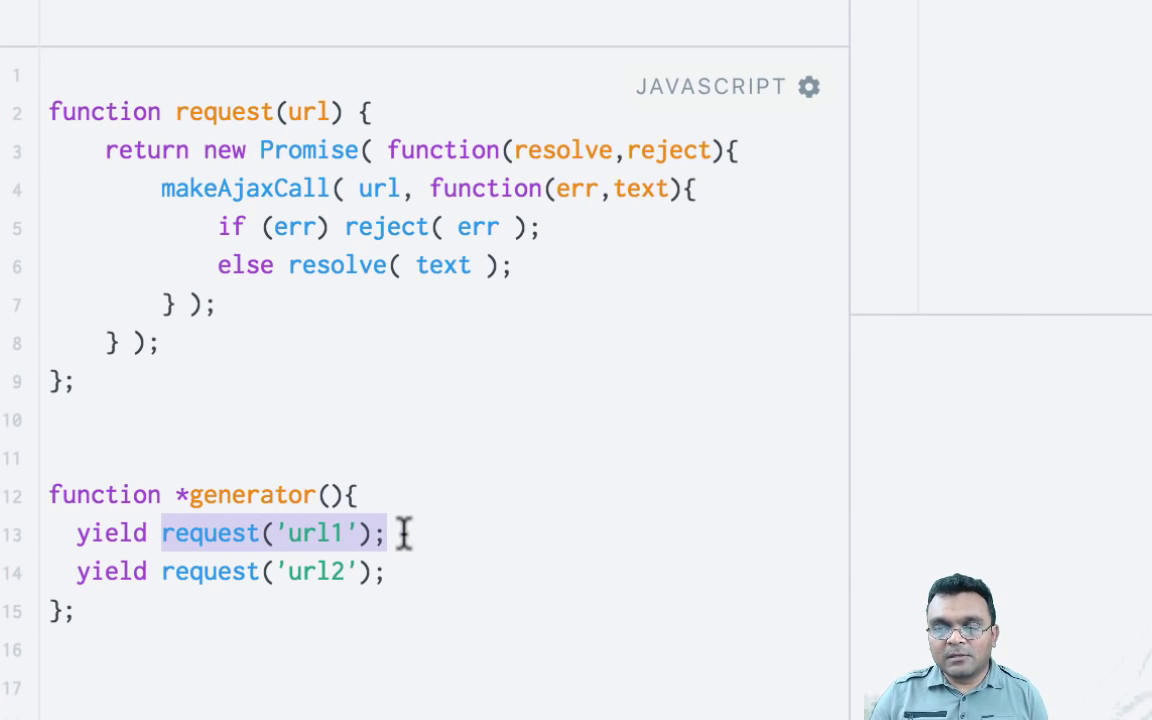 JAVASCRIPT
1
2 function request(url) {
3 return new Promise( function(resolve,reject){
4 makeAjaxCall( url, function(err,text){
5 if (err) reject( err );
6 else resolve( text );
7 } );
8 } );
9 };
10
11
12 function *generator(){
13 yield request('url1');
14 yield request('url2');
15 };
16
17